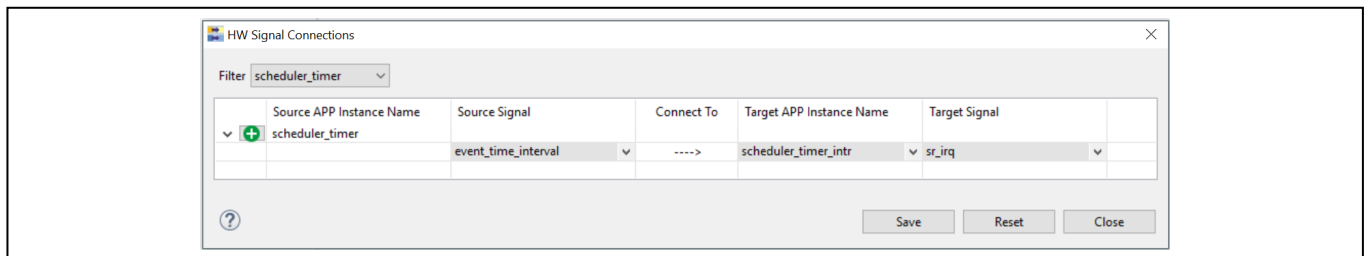 HW Signal Connections
Filter scheduler_timer
Source APP Instance Name Source Signal Connect To Target APP Instance Name Target Signal
scheduler_timer
event_time_interval ----> scheduler_timer_intr sr_irq
? Save Reset Close